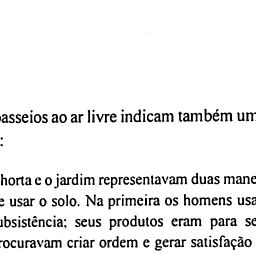 passeios ao ar livre indicam também um
:
horta e o jardim representavam duas mane
e usar o solo. Na primeira os homens usa
ubsistência; seus produtos eram para se
rocuravam criar ordem e gerar satisfação